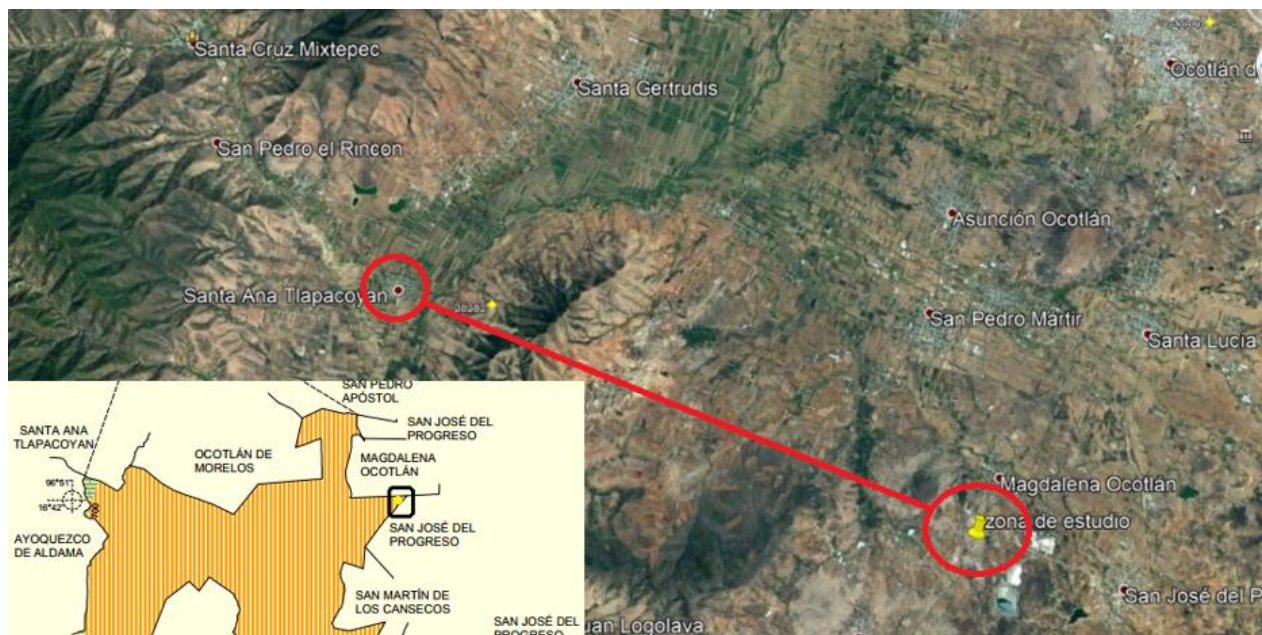 Santa Cruz Mixtepec
Ocotlán d
Santa Gertrudis
San Pedro el Rincon
Asunción Ocotlán
Santa Ana Tlapacoyan
20282
San Pedro Mártir
Santa Lucía
SAN PEDRO
APÓSTOL
SAN JOSÉ DEL
PROGRESO
SANTA ANA
TLAPACOYAN
OCOTLÁN DE
MORELOS
MAGDALENA
OCOTLÁN
96°51'
16°42'
AYOQUEZCO
DE ALDAMA
SAN JOSÉ DEL
PROGRESO
SAN MARTÍN DE
LOS CANSECOS
SAN JOSÉ DEL
PROGRESO
Magdalena Ocotlán
zona de estudio
San José del P
uan Logolava